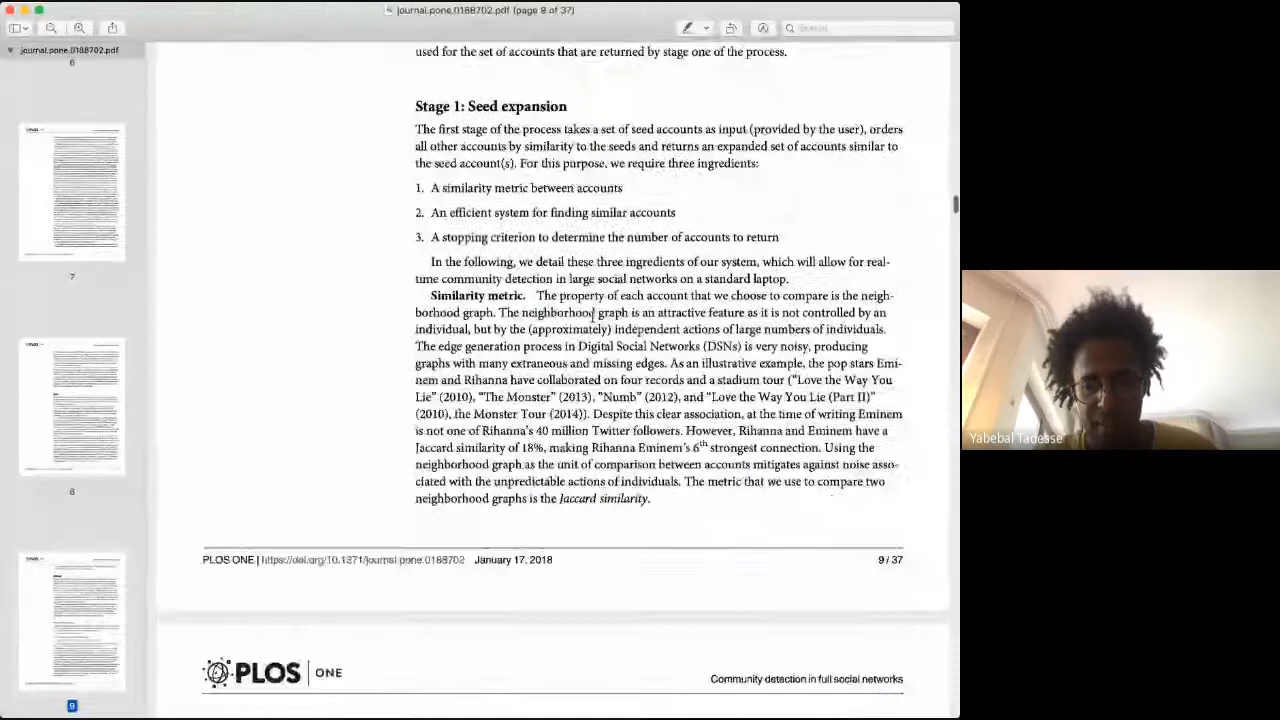 journal.pone.0188702.pdf (page 9 of 37)
Search
journal.pone.0188702.pdf
6
7
8
9
used for the set of accounts that are returned by stage one of the process.
Stage 1: Seed expansion
The first stage of the process takes a set of seed accounts as input (provided by the user), orders
all other accounts by similarity to the seeds and returns an expanded set of accounts similar to
the seed account(s). For this purpose, we require three ingredients:
1. A similarity metric between accounts
2. An efficient system for finding similar accounts
3. A stopping criterion to determine the number of accounts to return
In the following, we detail these three ingredients of our system, which will allow for real-
time community detection in large social networks on a standard laptop.
Similarity metric. The property of each account that we choose to compare is the neigh-
borhood graph. The neighborhood graph is an attractive feature as it is not controlled by an
individual, but by the (approximately) independent actions of large numbers of individuals.
The edge generation process in Digital Social Networks (DSNs) is very noisy, producing
graphs with many extraneous and missing edges. As an illustrative example, the pop stars Emi-
nem and Rihanna have collaborated on four records and a stadium tour (“Love the Way You
Lie” (2010), “The Monster” (2013), “Numb” (2012), and “Love the Way You Lie (Part II)”
(2010), the Monster Tour (2014)). Despite this clear association, at the time of writing Eminem
is not one of Rihanna’s 40 million Twitter followers. However, Rihanna and Eminem have a
Jaccard similarity of 18%, making Rihanna Eminem’s 6th strongest connection. Using the
neighborhood graph as the unit of comparison between accounts mitigates against noise asso-
ciated with the unpredictable actions of individuals. The metric that we use to compare two
neighborhood graphs is the Jaccard similarity.
PLOS ONE | https://doi.org/10.1371/journal.pone.0188702 January 17, 2018 9 / 37
PLOS ONE
Community detection in full social networks
Yabebal Tadesse